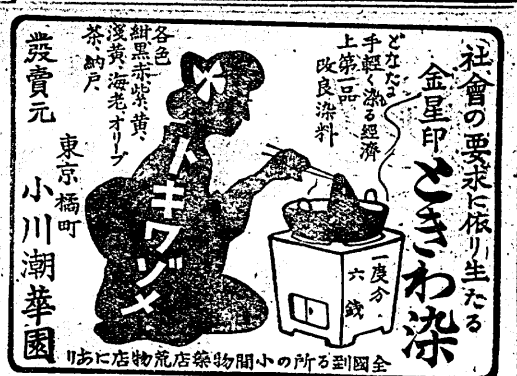 社會の要求に依り生たる
金星印 ときわ染
どなたも
手軽く染る經濟
上第一品
改良染料
各色
紺黒赤紫、黄、
淺黄、海老、オリーブ
茶、納戸
トキワゾメ
一度分
六錢
發賣元
東京橘町
小川潮華園
全國到る所の小間物藥店荒物店にあり